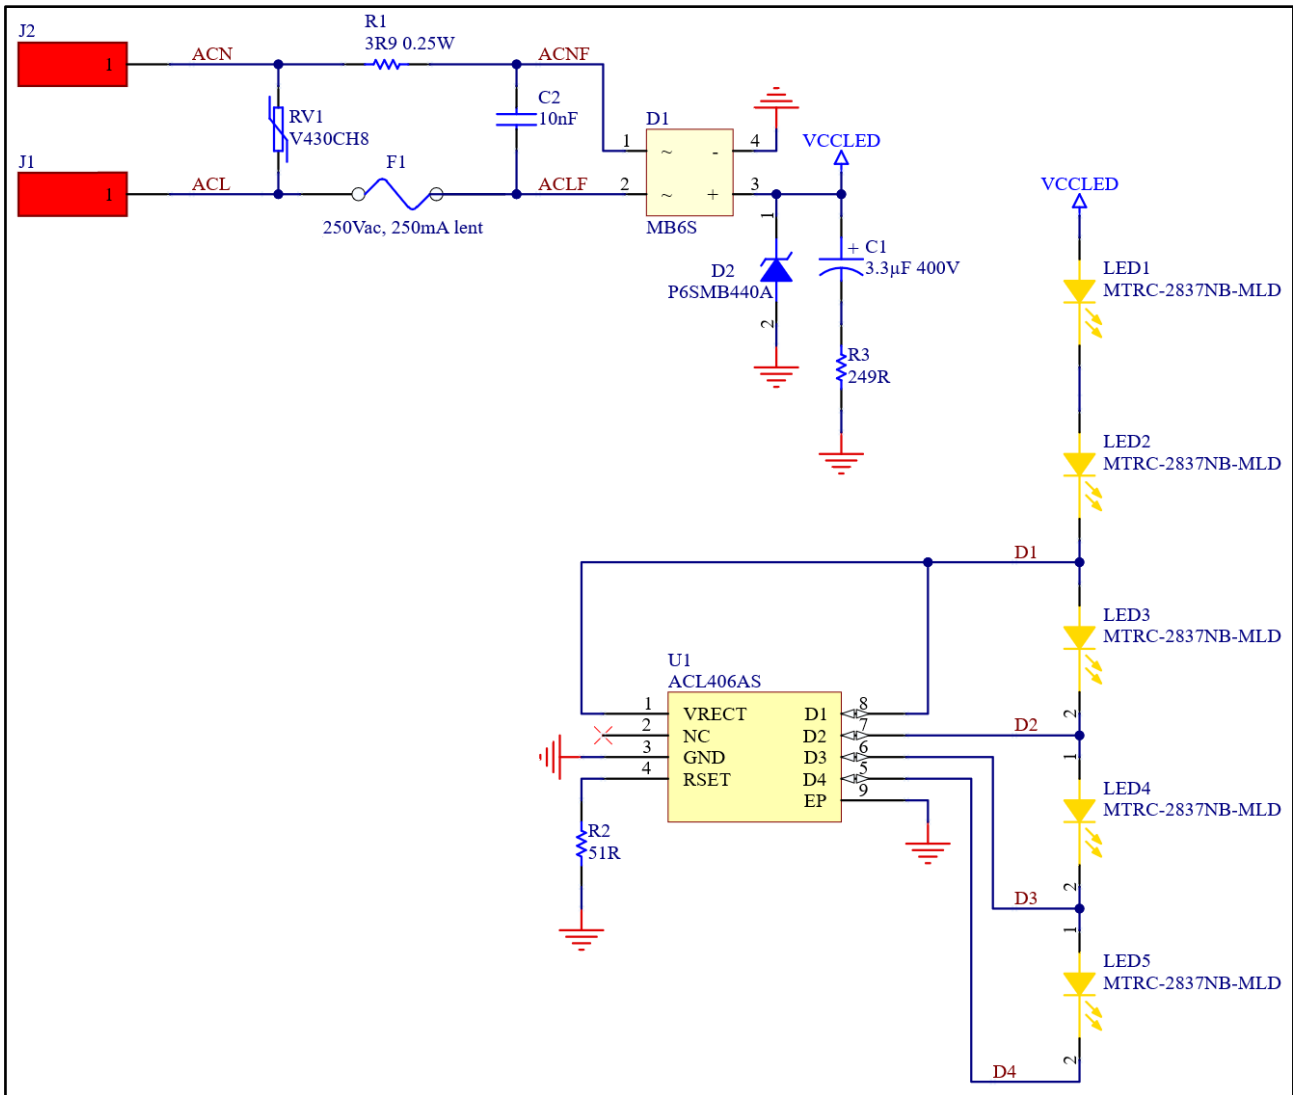 J2
1
ACN
R1
3R9 0.25W
ACNF
RV1
V430CH8
C2
10nF
J1
1
ACL
F1
250Vac, 250mA lent
ACLF
D1
1
2
~
~
-
+
4
3
MB6S
VCCLED
1
D2
P6SMB440A
2
+ C1
3.3µF 400V
R3
249R
VCCLED
LED1
MTRC-2837NB-MLD
LED2
MTRC-2837NB-MLD
D1
LED3
MTRC-2837NB-MLD
2
D2
1
LED4
MTRC-2837NB-MLD
2
D3
1
LED5
MTRC-2837NB-MLD
2
D4
U1
ACL406AS
1 VRECT D1 8
2 NC D2 7
3 GND D3 6
4 RSET D4 5
EP 9
R2
51R